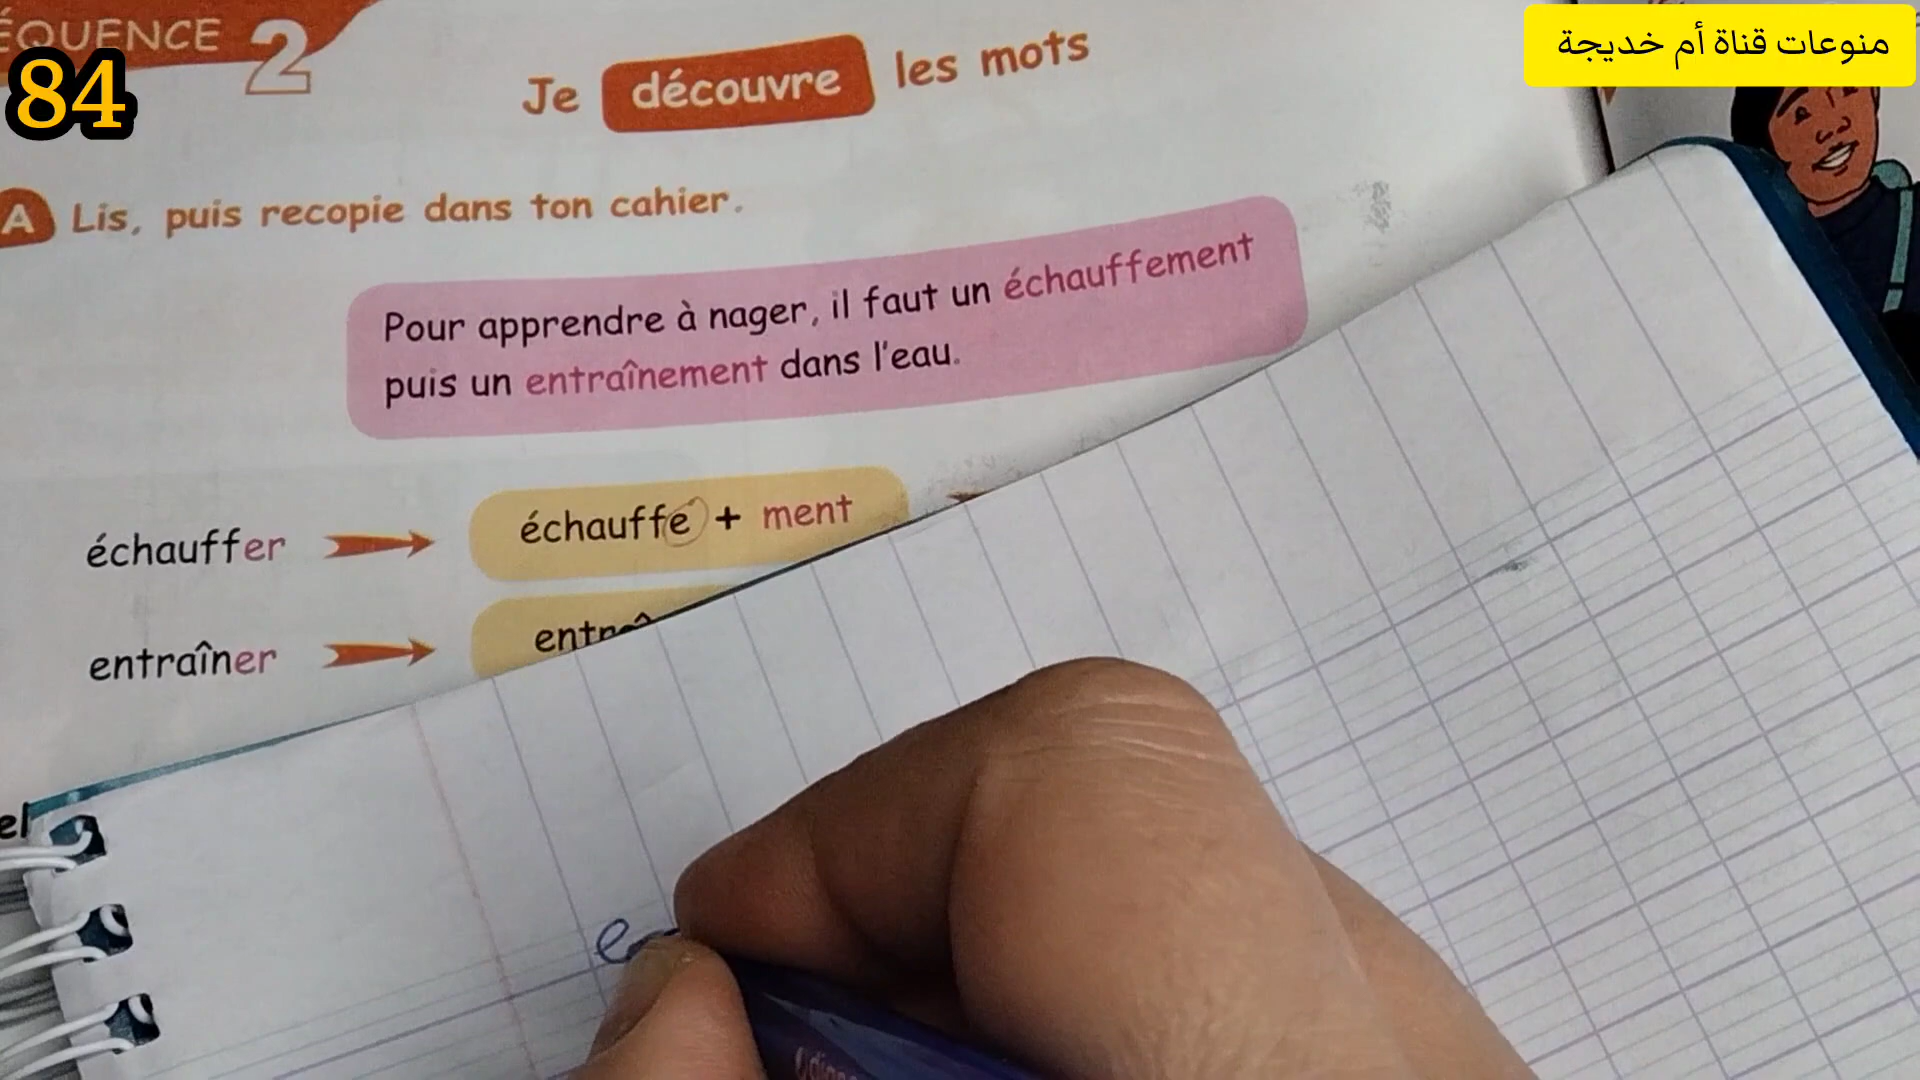 ÉQUENCE 2
84
منوعات قناة أم خديجة
Je découvre les mots
A Lis, puis recopie dans ton cahier.
Pour apprendre à nager, il faut un échauffement
puis un entraînement dans l'eau.
échauffer échauffe + ment
entraîner
el
e